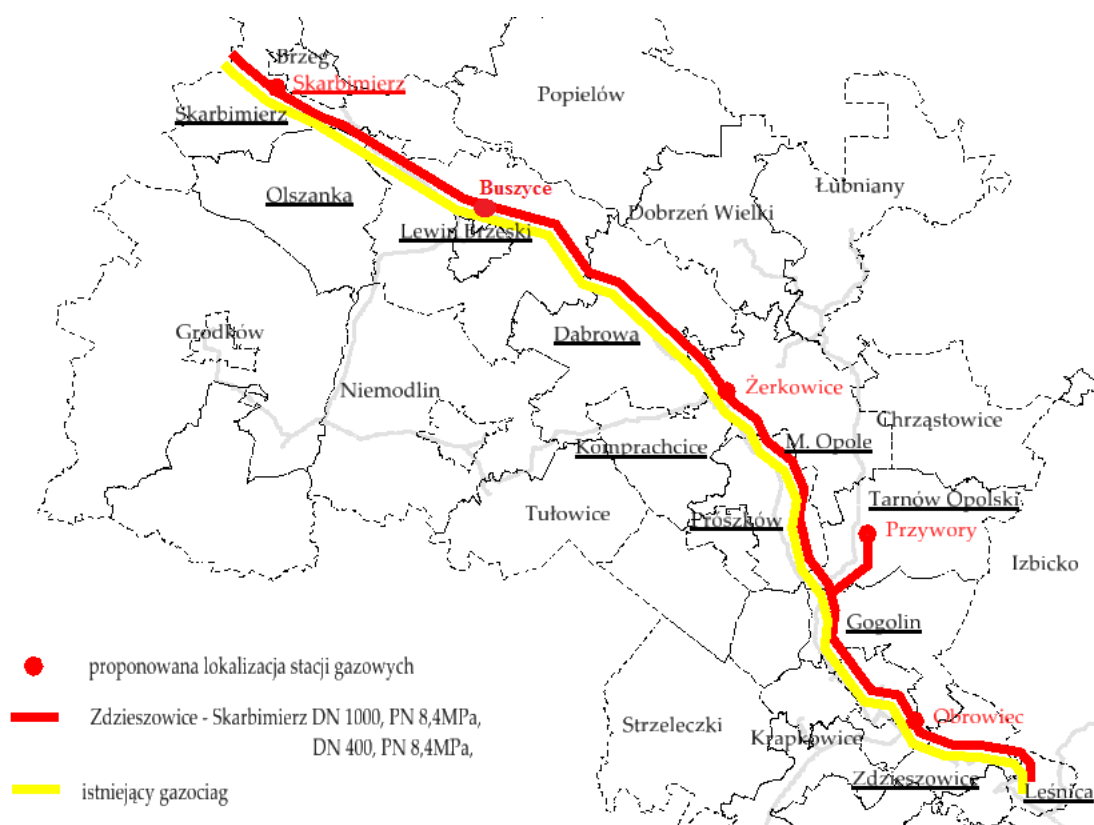 Brzeg
Skarbimierz
Popielów
Skarbimierz
Łubniany
Olszanka
Buszyce
Dobrzeń Wielki
Lewin Brzeski
Grodków
Dąbrowa
Niemodlin
Żerkowice
Chrząstowice
Komprachcice
M. Opole
Tarnów Opolski
Tułowice
Prószków
Przywory
Izbicko
Gogolin
Strzeleczki
Obrowiec
Krapkowice
Zdzieszowice
Leśnica
proponowana lokalizacja stacji gazowych
Zdzieszowice - Skarbimierz DN 1000, PN 8,4MPa,
DN 400, PN 8,4MPa,
istniejący gazociag